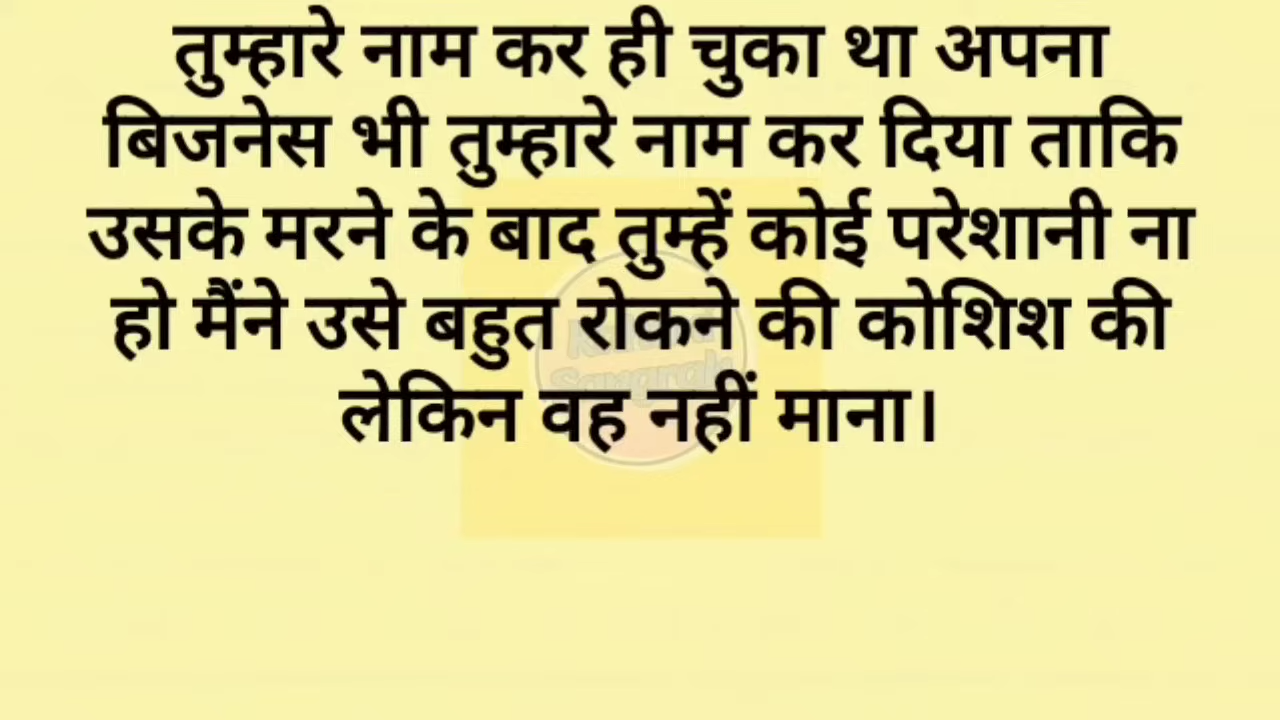 तुम्हारे नाम कर ही चुका था अपना
बिजनेस भी तुम्हारे नाम कर दिया ताकि
उसके मरने के बाद तुम्हें कोई परेशानी ना
हो मैंने उसे बहुत रोकने की कोशिश की
लेकिन वह नहीं माना।